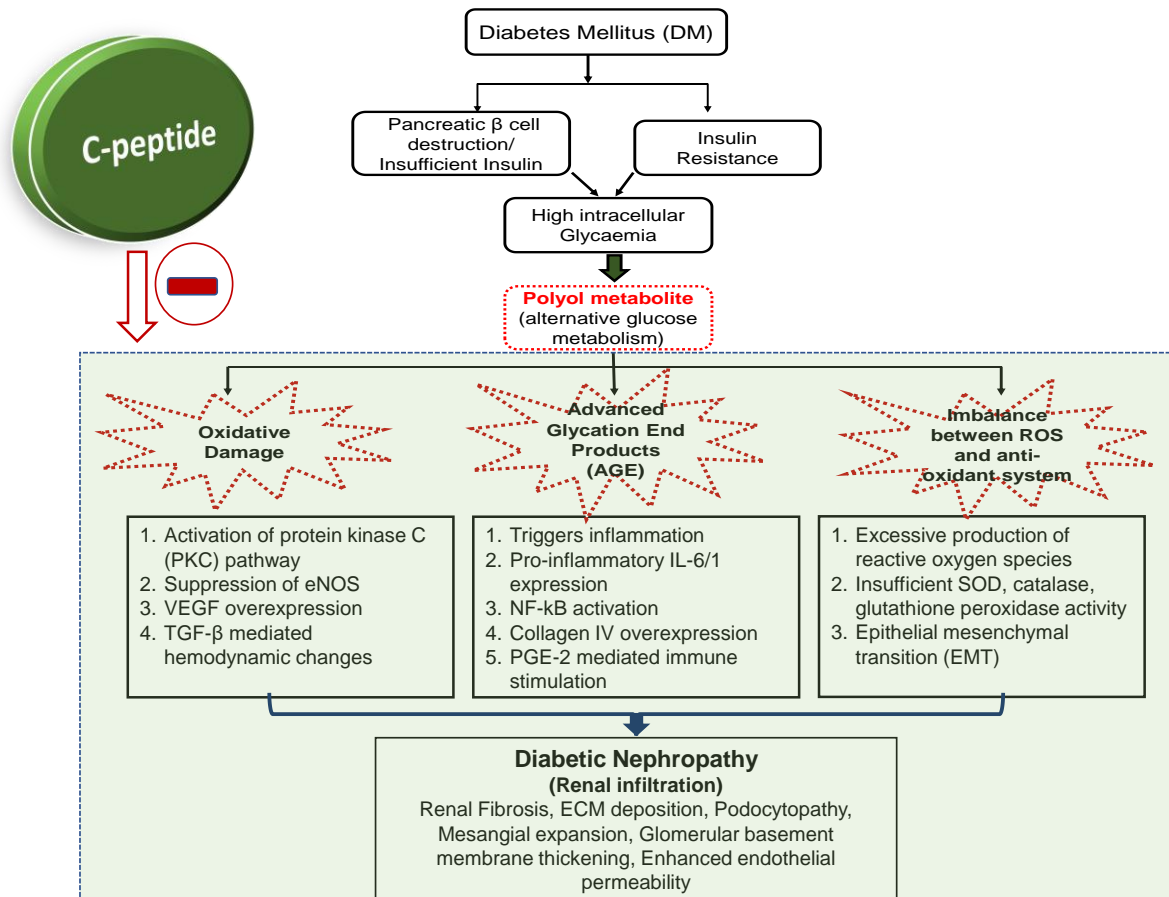 C-peptide
Diabetes Mellitus (DM)
Pancreatic β cell
destruction/
Insufficient Insulin
Insulin
Resistance
High intracellular
Glycaemia
Polyol metabolite
(alternative glucose
metabolism)
Oxidative
Damage
Advanced
Glycation End
Products
(AGE)
Imbalance
between ROS
and anti-
oxidant system
1. Activation of protein kinase C
(PKC) pathway
2. Suppression of eNOS
3. VEGF overexpression
4. TGF-β mediated
hemodynamic changes
1. Triggers inflammation
2. Pro-inflammatory IL-6/1
expression
3. NF-kB activation
4. Collagen IV overexpression
5. PGE-2 mediated immune
stimulation
1. Excessive production of
reactive oxygen species
2. Insufficient SOD, catalase,
glutathione peroxidase activity
3. Epithelial mesenchymal
transition (EMT)
Diabetic Nephropathy
(Renal infiltration)
Renal Fibrosis, ECM deposition, Podocytopathy,
Mesangial expansion, Glomerular basement
membrane thickening, Enhanced endothelial
permeability